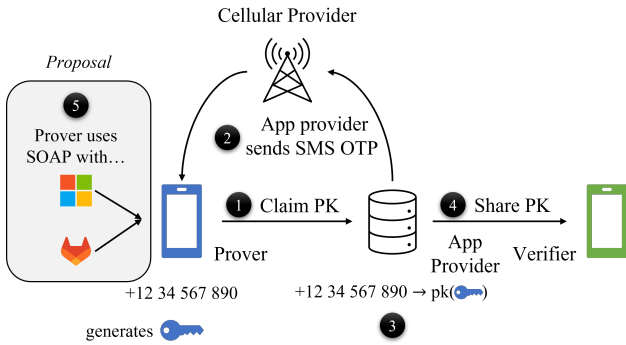 Cellular Provider
Proposal
5
Prover uses
SOAP with…
2
App provider
sends SMS OTP
1 Claim PK
4 Share PK
Prover
App
Provider
Verifier
+12 34 567 890
+12 34 567 890 → pk( )
3
generates